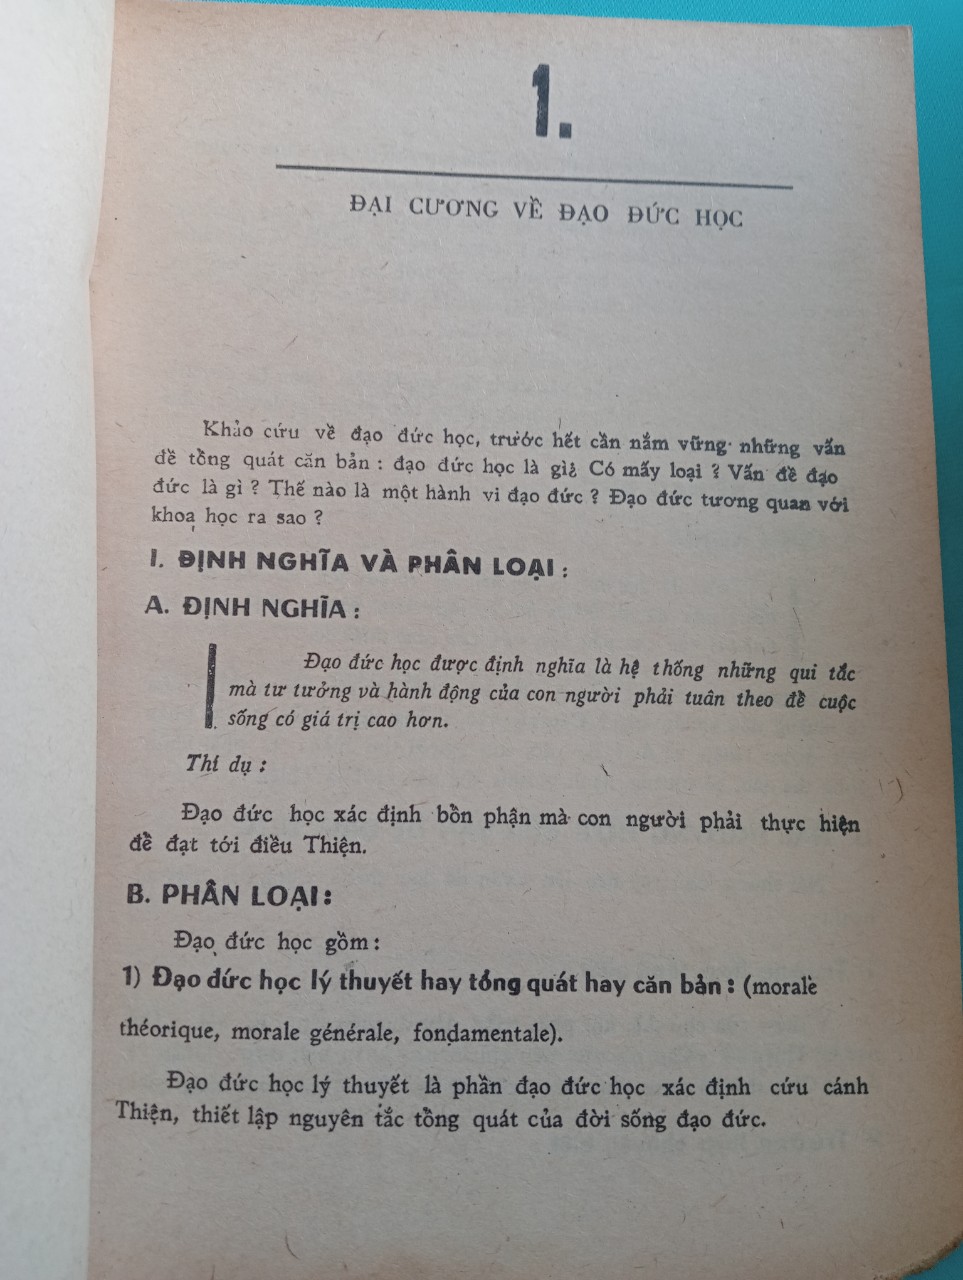 1.
ĐẠI CƯƠNG VỀ ĐẠO ĐỨC HỌC
Khảo cứu về đạo đức học, trước hết cần nắm vững những vấn
đề tổng quát căn bản : đạo đức học là gì? Có mấy loại ? Vấn đề đạo
đức là gì ? Thế nào là một hành vi đạo đức ? Đạo đức tương quan với
khoa học ra sao ?
I. ĐỊNH NGHĨA VÀ PHÂN LOẠI :
A. ĐỊNH NGHĨA :
Đạo đức học được định nghĩa là hệ thống những qui tắc
mà tư tưởng và hành động của con người phải tuân theo để cuộc
sống có giá trị cao hơn.
Thí dụ :
Đạo đức học xác định bổn phận mà con người phải thực hiện
để đạt tới điều Thiện.
B. PHÂN LOẠI :
Đạo đức học gồm :
1) Đạo đức học lý thuyết hay tổng quát hay căn bản : (morale
théorique, morale générale, fondamentale).
Đạo đức học lý thuyết là phần đạo đức học xác định cứu cánh
Thiện, thiết lập nguyên tắc tổng quát của đời sống đạo đức.